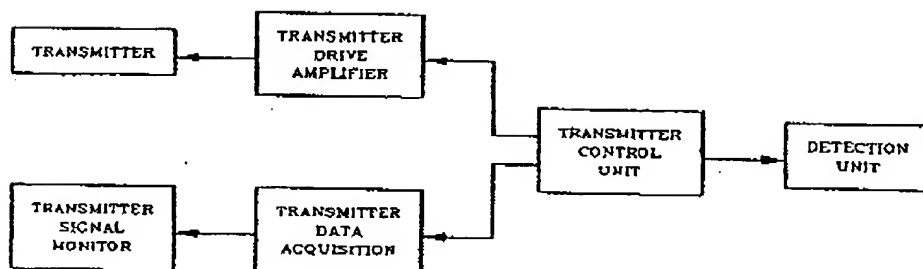 TRANSMITTER
TRANSMITTER
DRIVE
AMPLIFIER
TRANSMITTER
CONTROL
UNIT
DETECTION
UNIT
TRANSMITTER
SIGNAL
MONITOR
TRANSMITTER
DATA
ACQUISITION